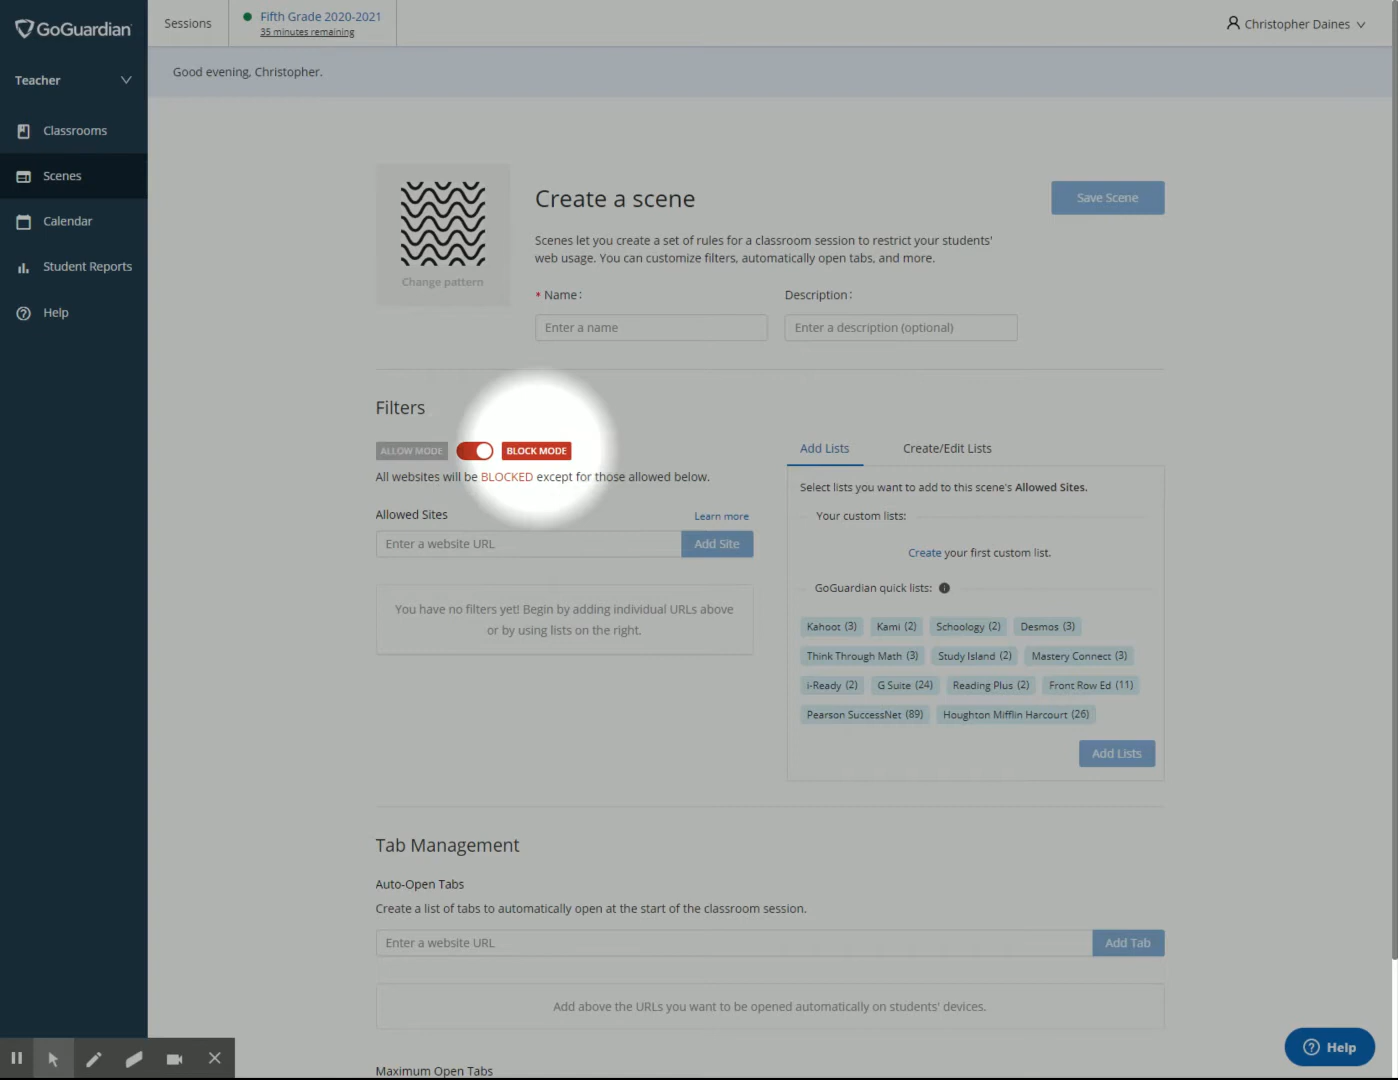 GoGuardian
Sessions
Fifth Grade 2020-2021
35 minutes remaining
Christopher Daines
Teacher
Good evening, Christopher.
Classrooms
Scenes
Calendar
Student Reports
Help
Change pattern
Create a scene
Save Scene
Scenes let you create a set of rules for a classroom session to restrict your students'
web usage. You can customize filters, automatically open tabs, and more.
* Name:
Description:
Enter a name
Enter a description (optional)
Filters
ALLOW MODE
BLOCK MODE
All websites will be BLOCKED except for those allowed below.
Allowed Sites
Learn more
Enter a website URL
Add Site
You have no filters yet! Begin by adding individual URLs above
or by using lists on the right.
Add Lists
Create/Edit Lists
Select lists you want to add to this scene's Allowed Sites.
Your custom lists:
Create your first custom list.
GoGuardian quick lists:
Kahoot (3) Kami (2) Schoology (2) Desmos (3)
Think Through Math (3) Study Island (2) Mastery Connect (3)
i-Ready (2) G Suite (24) Reading Plus (2) Front Row Ed (11)
Pearson SuccessNet (89) Houghton Mifflin Harcourt (26)
Add Lists
Tab Management
Auto-Open Tabs
Create a list of tabs to automatically open at the start of the classroom session.
Enter a website URL
Add Tab
Add above the URLs you want to be opened automatically on students' devices.
Help
Maximum Open Tabs